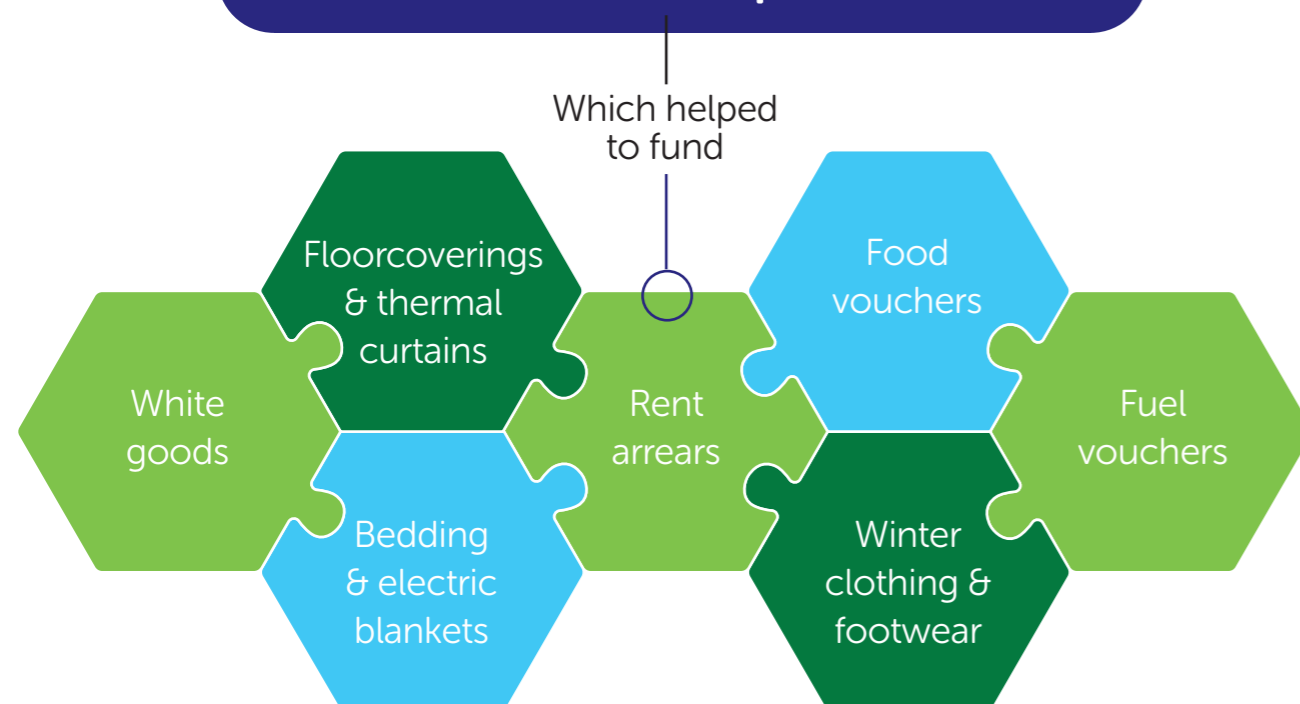 Which helped
to fund
Floorcoverings
& thermal
curtains
Food
vouchers
White
goods
Rent
arrears
Fuel
vouchers
Bedding
& electric
blankets
Winter
clothing &
footwear